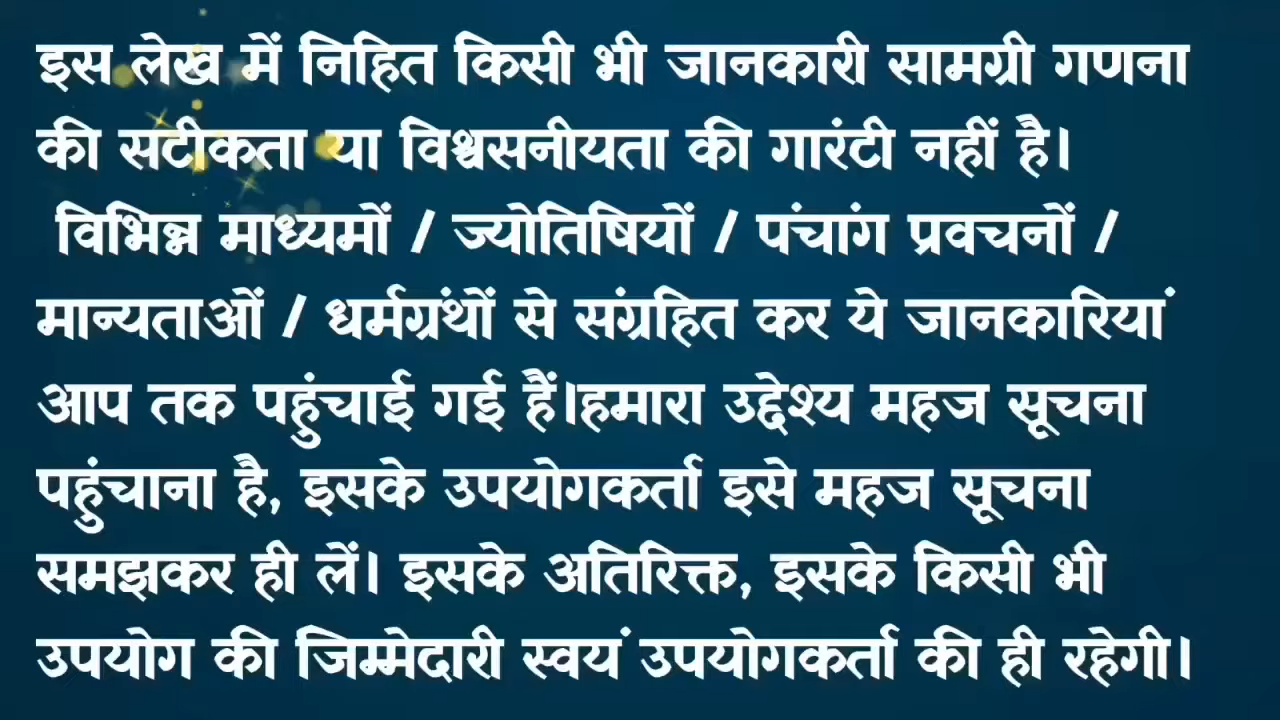 इस लेख में निहित किसी भी जानकारी सामग्री गणना
की सटीकता या विश्वसनीयता की गारंटी नहीं है।
विभिन्न माध्यमों / ज्योतिषियों / पंचांग प्रवचनों /
मान्यताओं / धर्मग्रंथों से संग्रहित कर ये जानकारियां
आप तक पहुंचाई गई हैं।हमारा उद्देश्य महज सूचना
पहुंचाना है, इसके उपयोगकर्ता इसे महज सूचना
समझकर ही लें। इसके अतिरिक्त, इसके किसी भी
उपयोग की जिम्मेदारी स्वयं उपयोगकर्ता की ही रहेगी।